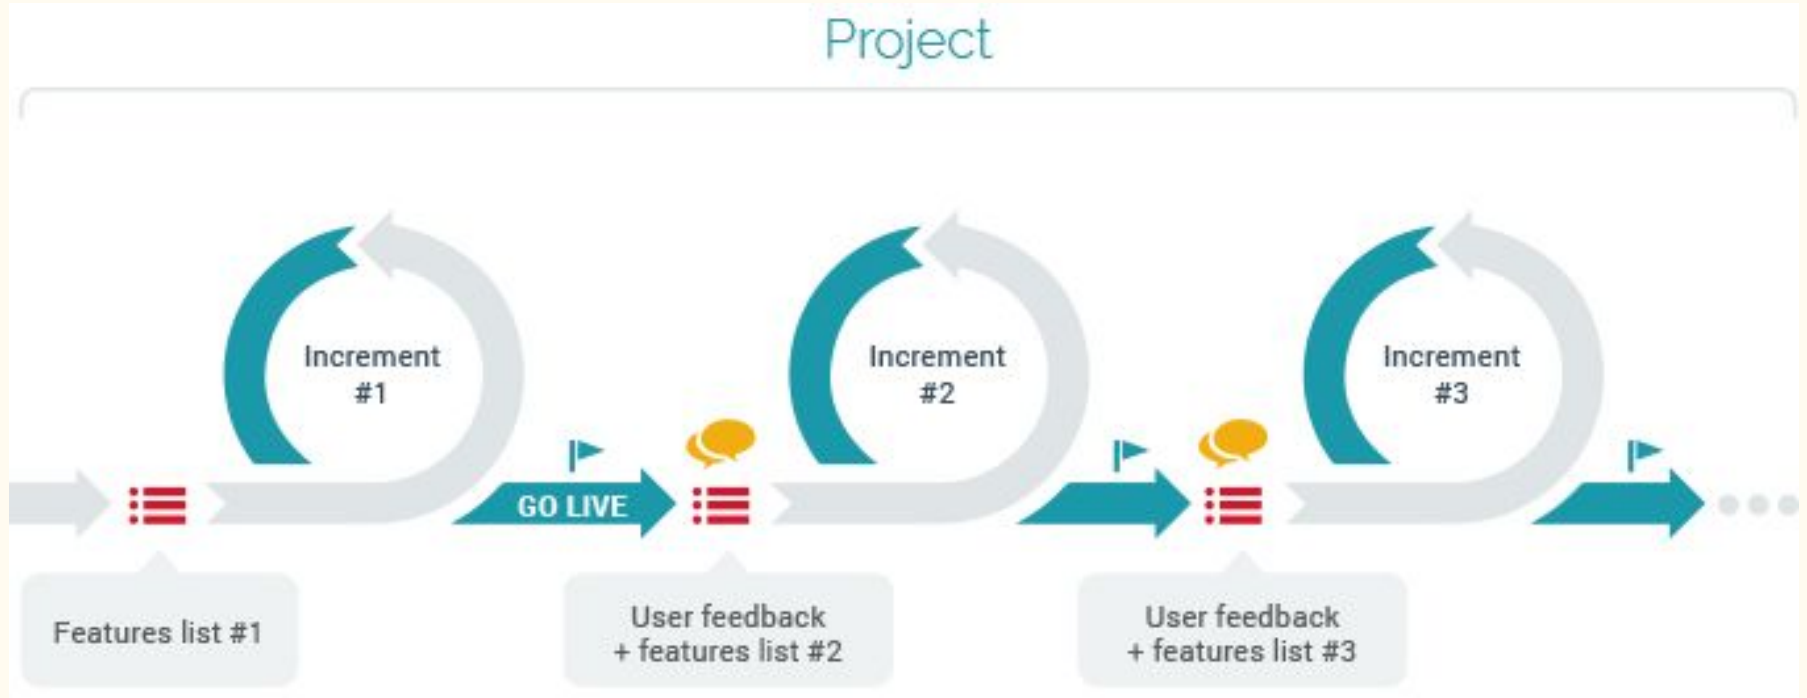 Project
Increment
#1
Increment
#2
Increment
#3
GO LIVE
Features list #1
User feedback
+ features list #2
User feedback
+ features list #3